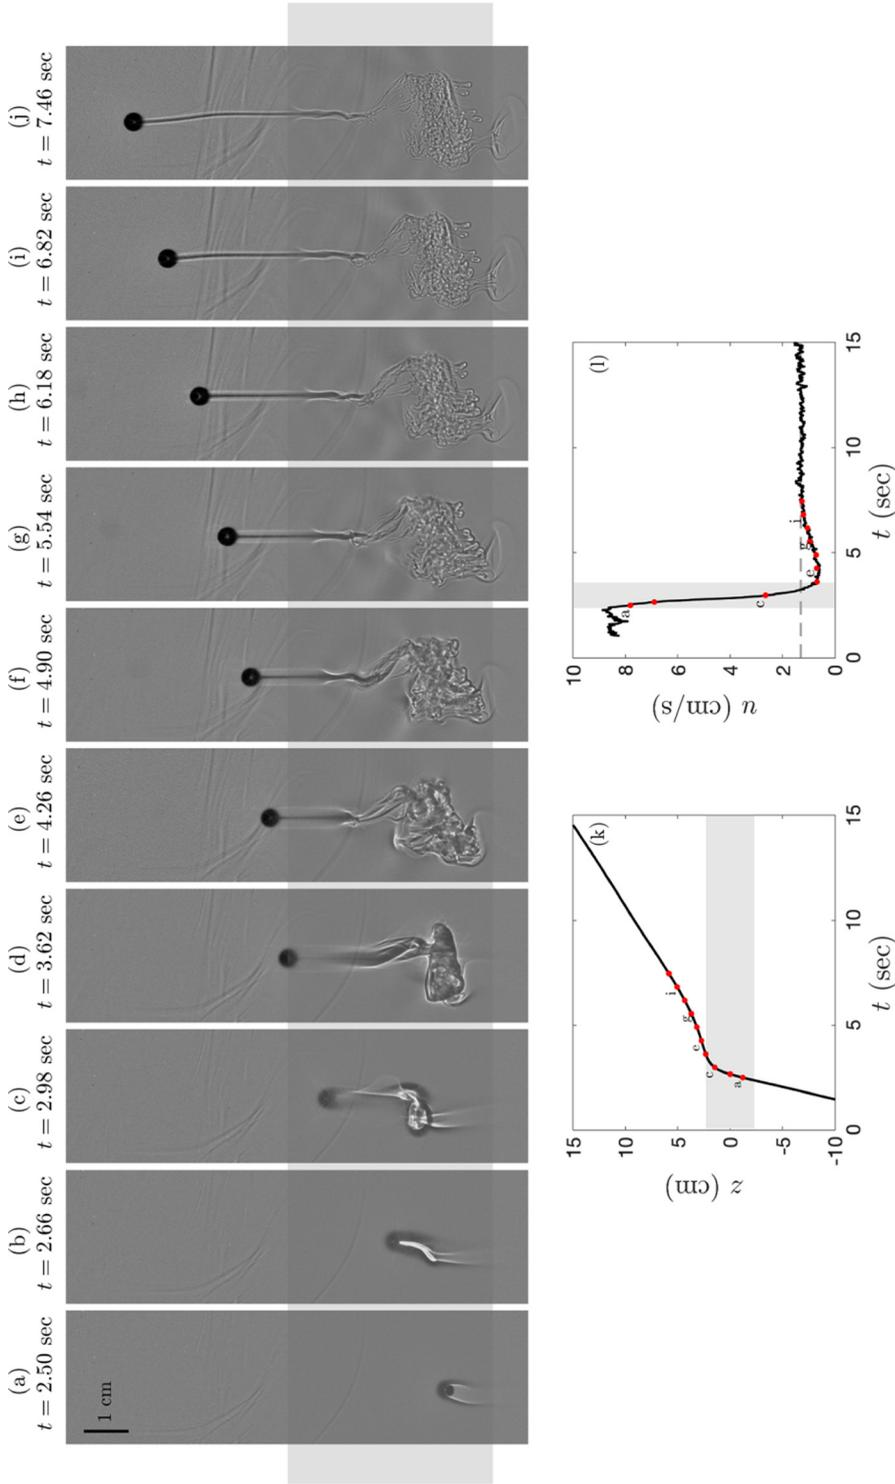 (a)
t = 2.50 sec
(b)
t = 2.66 sec
(c)
t = 2.98 sec
(d)
t = 3.62 sec
(e)
t = 4.26 sec
(f)
t = 4.90 sec
(g)
t = 5.54 sec
(h)
t = 6.18 sec
(i)
t = 6.82 sec
(j)
t = 7.46 sec
1 cm
(k)
15
10
5
0
-5
-10
z (cm)
a
c
e
g
i
0
5
10
15
t (sec)
(l)
10
8
6
4
2
0
u (cm/s)
a
c
e
g
i
0
5
10
15
t (sec)